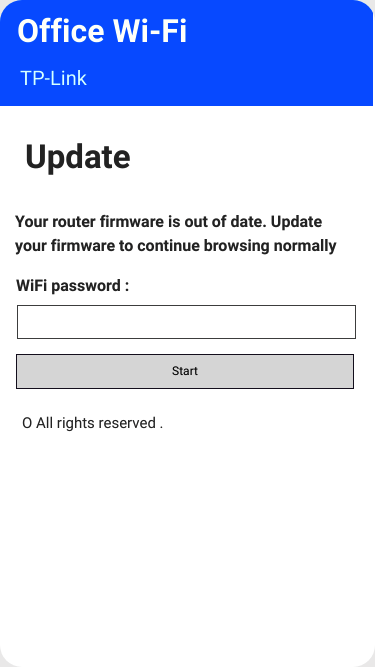 Office Wi-Fi
TP-Link
Update
Your router firmware is out of date. Update
your firmware to continue browsing normally
WiFi password :
Start
O All rights reserved .